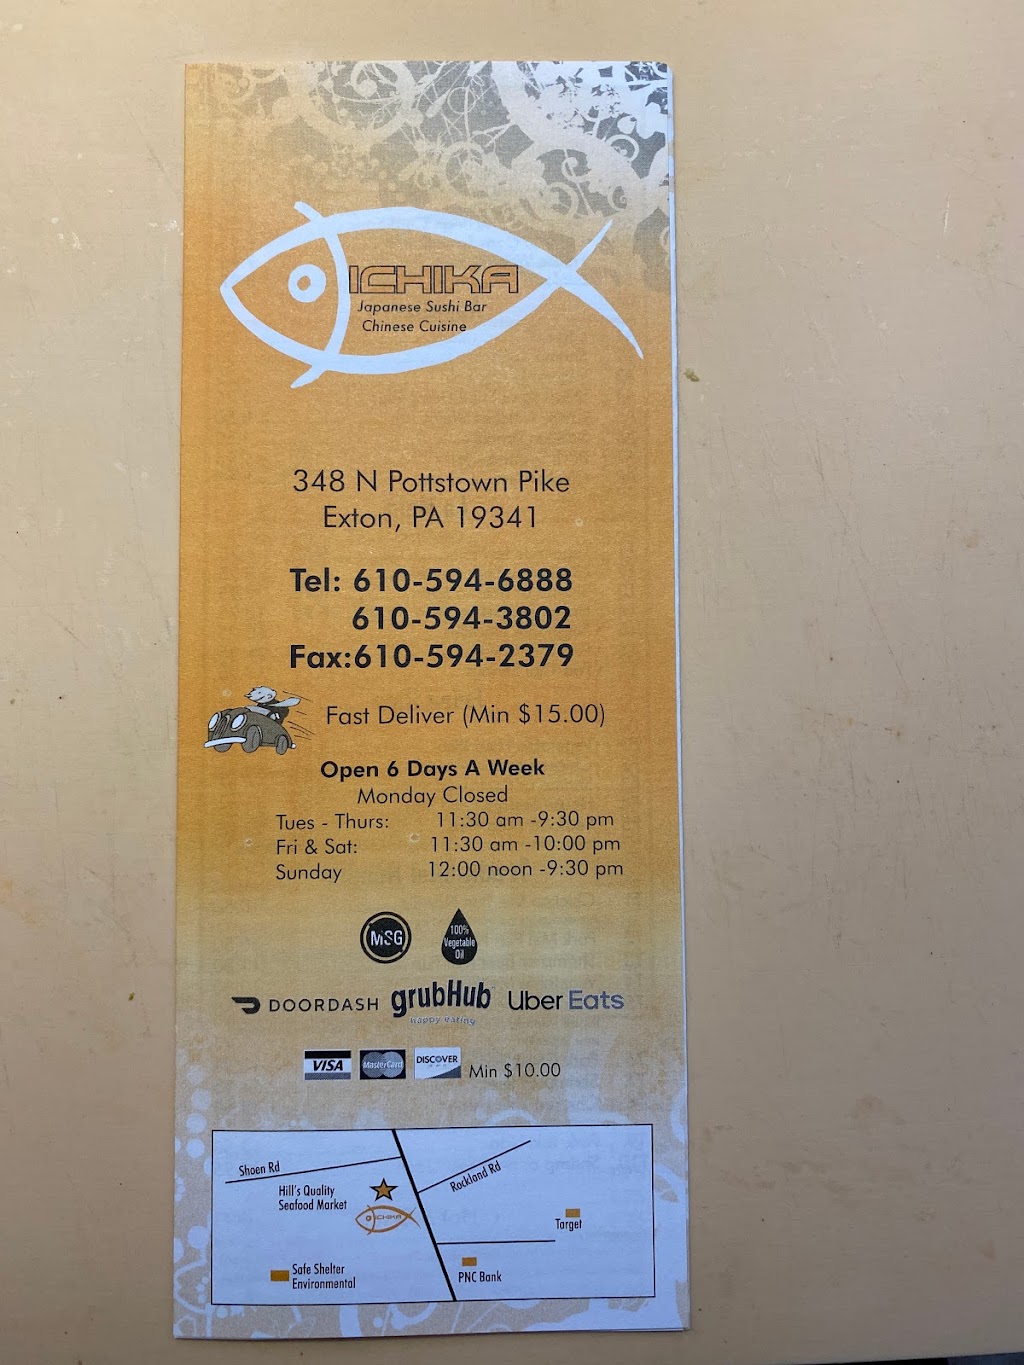 ICHIKA
Japanese Sushi Bar
Chinese Cuisine
348 N Pottstown Pike
Exton, PA 19341
Tel: 610-594-6888
610-594-3802
Fax:610-594-2379
Fast Deliver (Min $15.00)
Open 6 Days A Week
Monday Closed
Tues - Thurs: 11:30 am -9:30 pm
Fri & Sat: 11:30 am -10:00 pm
Sunday 12:00 noon -9:30 pm
MSG
100%
Vegetable
Oil
DOORDASH grubHub Uber Eats
happy eating
VISA MasterCard DISCOVER Min $10.00
Shoen Rd
Rockland Rd
Hill's Quality
Seafood Market
ICHIKA
Target
Safe Shelter
Environmental
PNC Bank